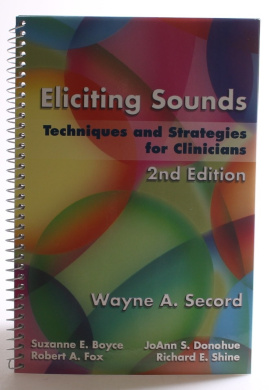 Eliciting Sounds
Techniques and Strategies
for Clinicians
2nd Edition
Wayne A. Secord
Suzanne E. Boyce JoAnn S. Donohue
Robert A. Fox Richard E. Shine